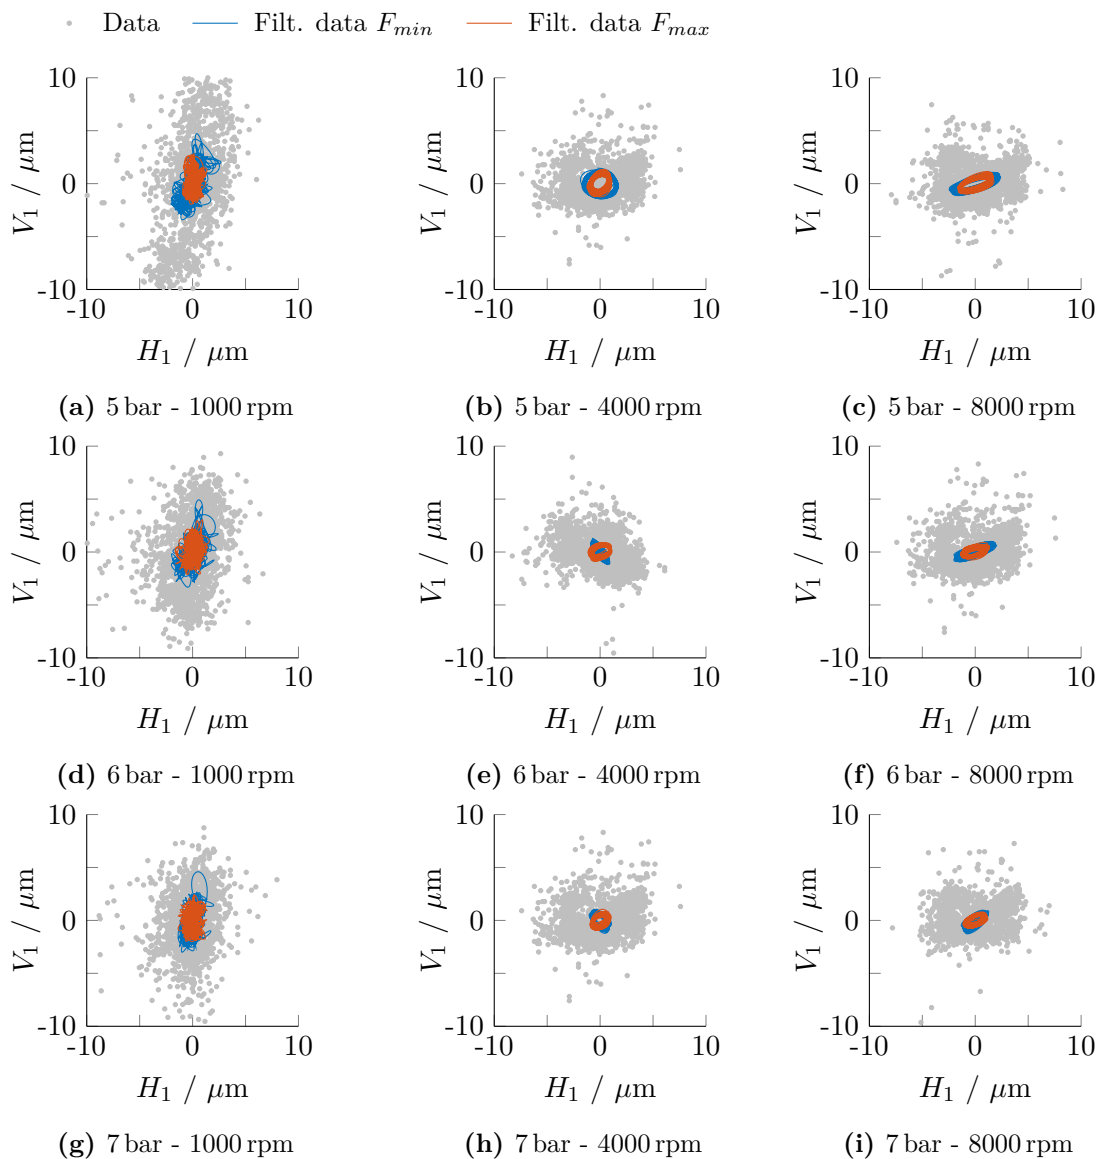 Data Filt. data F_min Filt. data F_max
10 10 10
V_1 / μm V_1 / μm V_1 / μm
0 0 0
-10 -10 -10
-10 0 10 -10 0 10 -10 0 10
H_1 / μm H_1 / μm H_1 / μm
(a) 5 bar - 1000 rpm (b) 5 bar - 4000 rpm (c) 5 bar - 8000 rpm
10 10 10
V_1 / μm V_1 / μm V_1 / μm
0 0 0
-10 -10 -10
-10 0 10 -10 0 10 -10 0 10
H_1 / μm H_1 / μm H_1 / μm
(d) 6 bar - 1000 rpm (e) 6 bar - 4000 rpm (f) 6 bar - 8000 rpm
10 10 10
V_1 / μm V_1 / μm V_1 / μm
0 0 0
-10 -10 -10
-10 0 10 -10 0 10 -10 0 10
H_1 / μm H_1 / μm H_1 / μm
(g) 7 bar - 1000 rpm (h) 7 bar - 4000 rpm (i) 7 bar - 8000 rpm